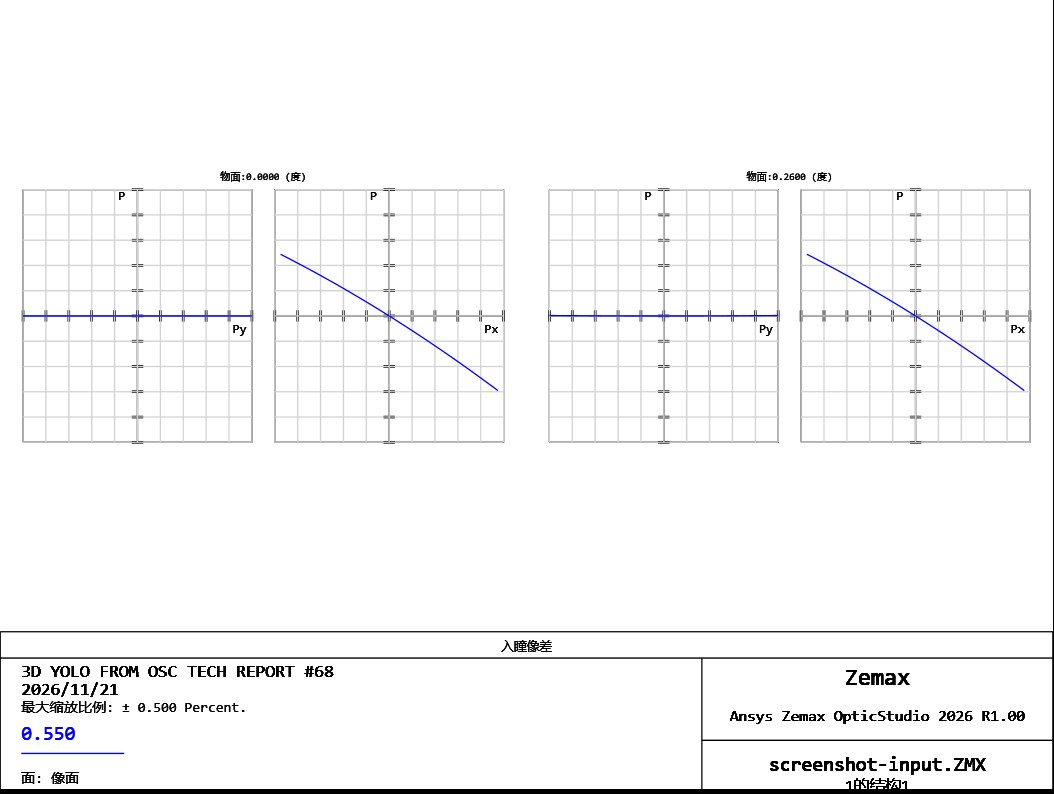 物面:0.0000 (度)
物面:0.2600 (度)
P
P
P
P
Py
Px
Py
Px
入瞳像差
3D YOLO FROM OSC TECH REPORT #68
2026/11/21
最大缩放比例: ± 0.500 Percent.
0.550
面: 像面
Zemax
Ansys Zemax OpticStudio 2026 R1.00
screenshot-input.ZMX
1的结构1